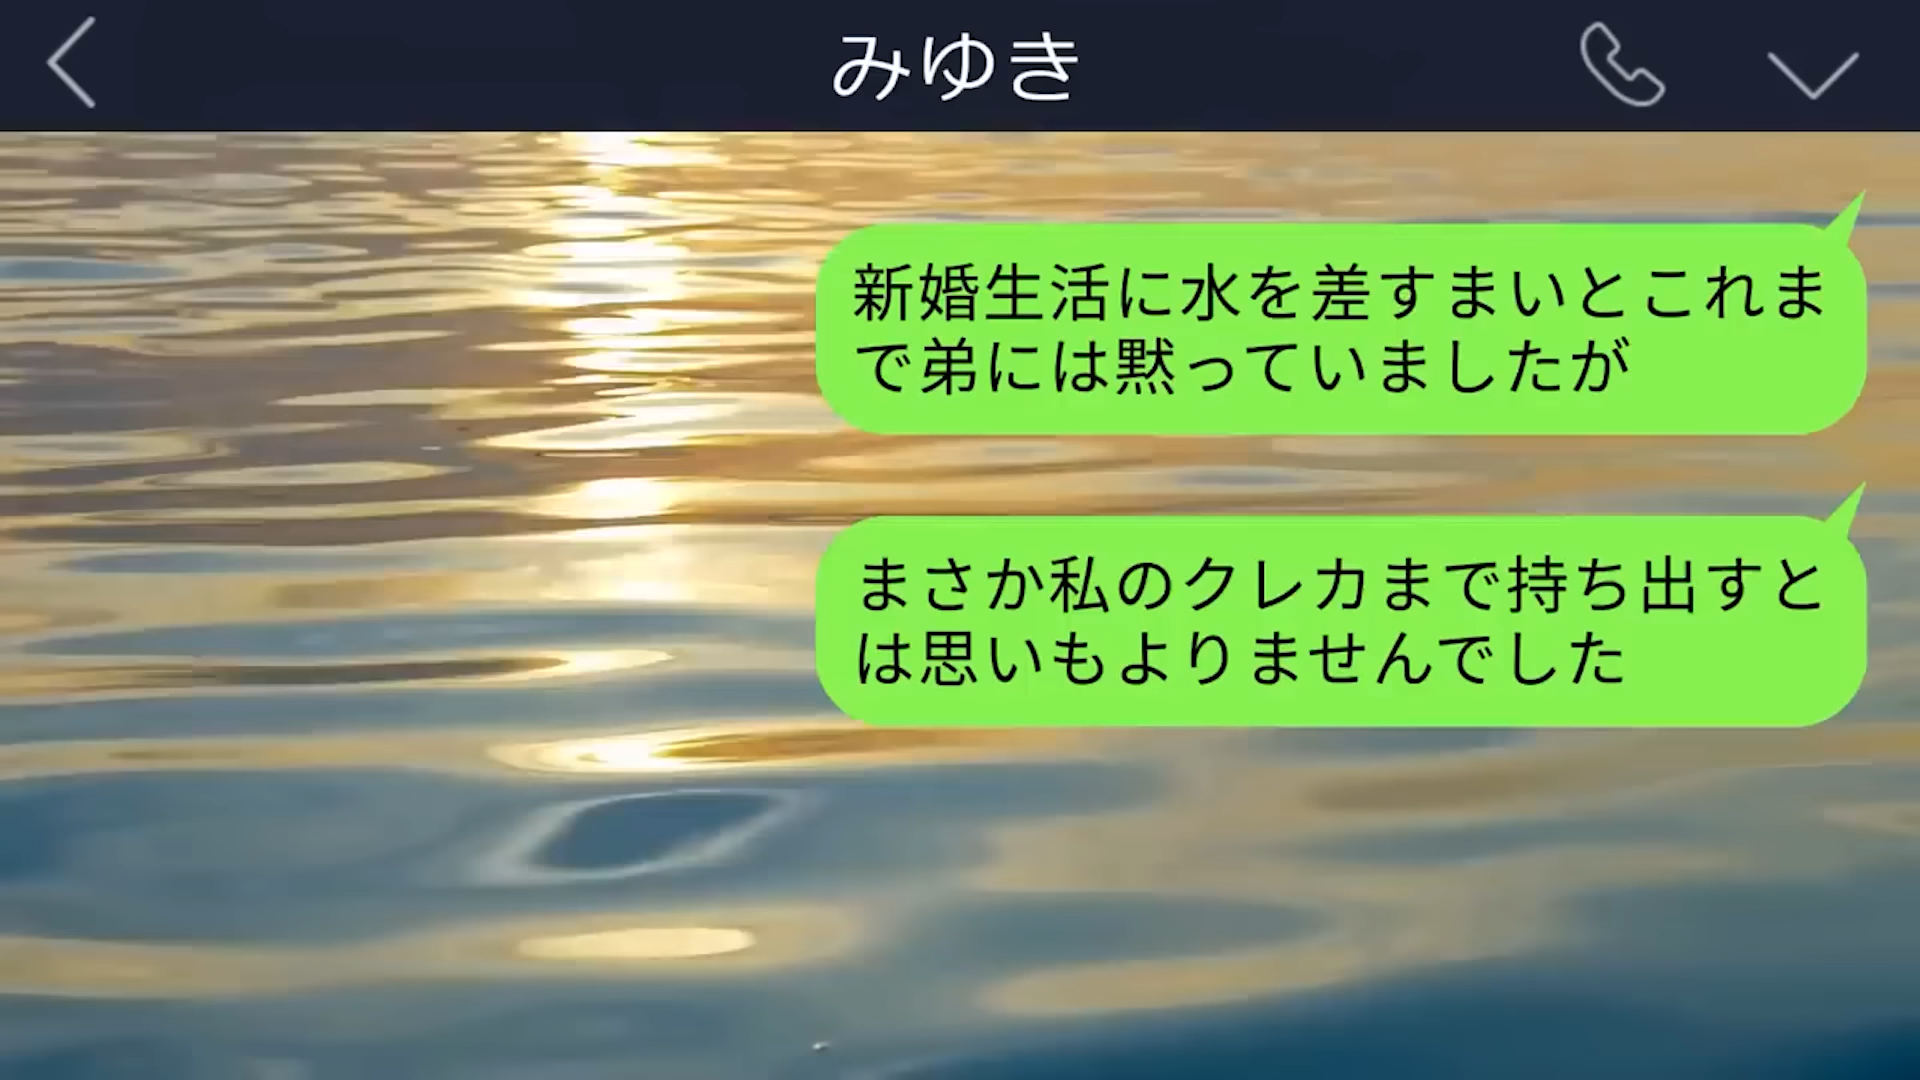 みゆき
新婚生活に水を差すまいとこれま
で弟には黙っていましたが
まさか私のクレカまで持ち出すと
は思いもよりませんでした